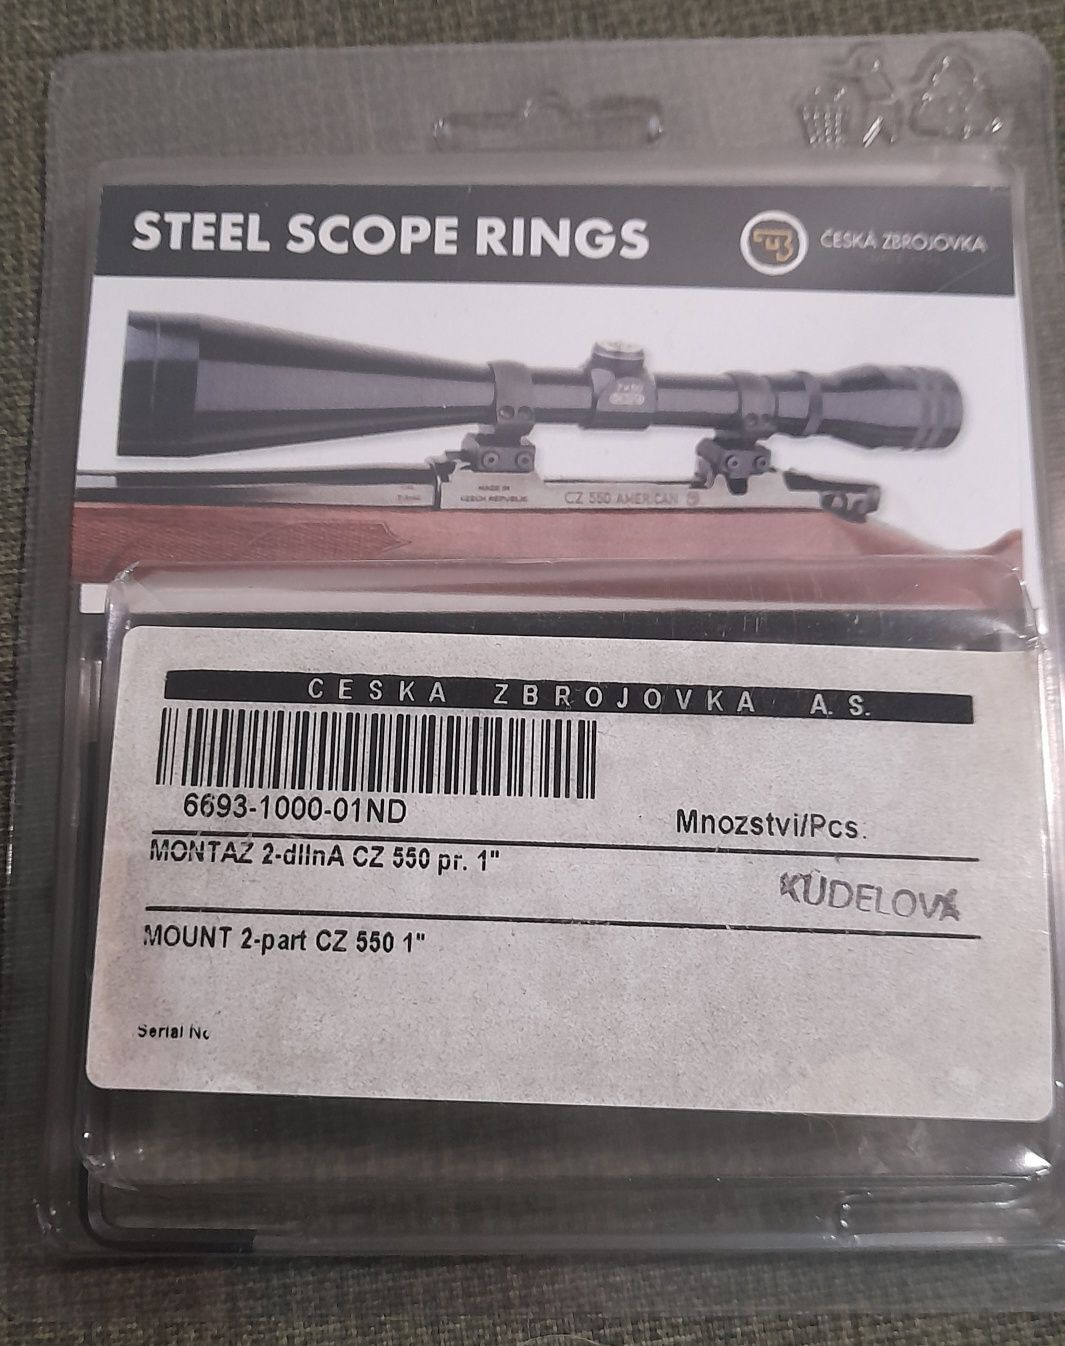 STEEL SCOPE RINGS
ČESKÁ ZBROJOVKA
MADE IN
CZECH REPUBLIC
CZ 550 AMERICAN
CESKA ZBROJOVKA A.S.
6693-1000-01ND
Mnozstvi/Pcs.
MONTAZ 2-dílnA CZ 550 pr. 1"
KUDELOVÁ
MOUNT 2-part CZ 550 1"
Serial No